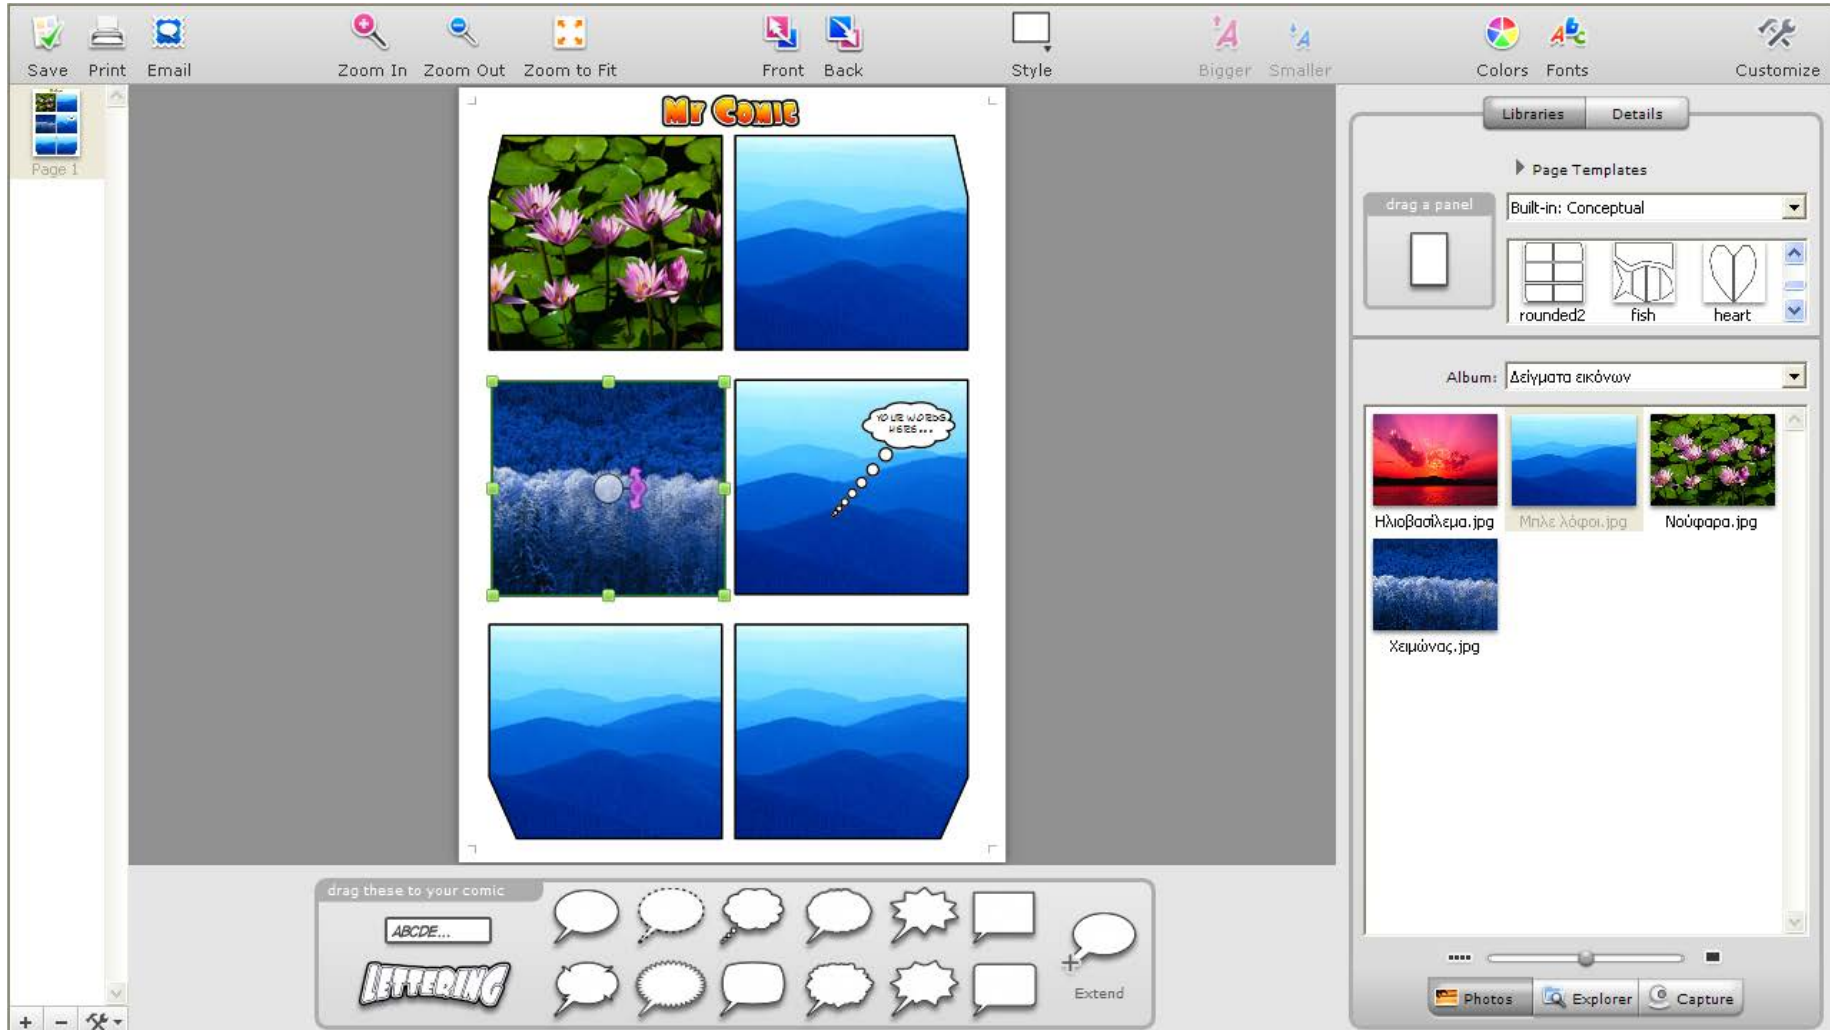 Save Print Email Zoom In Zoom Out Zoom to Fit Front Back Style Bigger Smaller Colors Fonts Customize
Page 1
My Comic
YOUR WORDS
HERE...
Libraries Details
Page Templates
drag a panel
Built-in: Conceptual
rounded2 fish heart
Album: Δείγματα εικόνων
Ηλιοβασίλεμα.jpg Μπλε λόφοι.jpg Νούφαρα.jpg
Χειμώνας.jpg
drag these to your comic
ABCDE...
LETTERING
Extend
Photos Explorer Capture